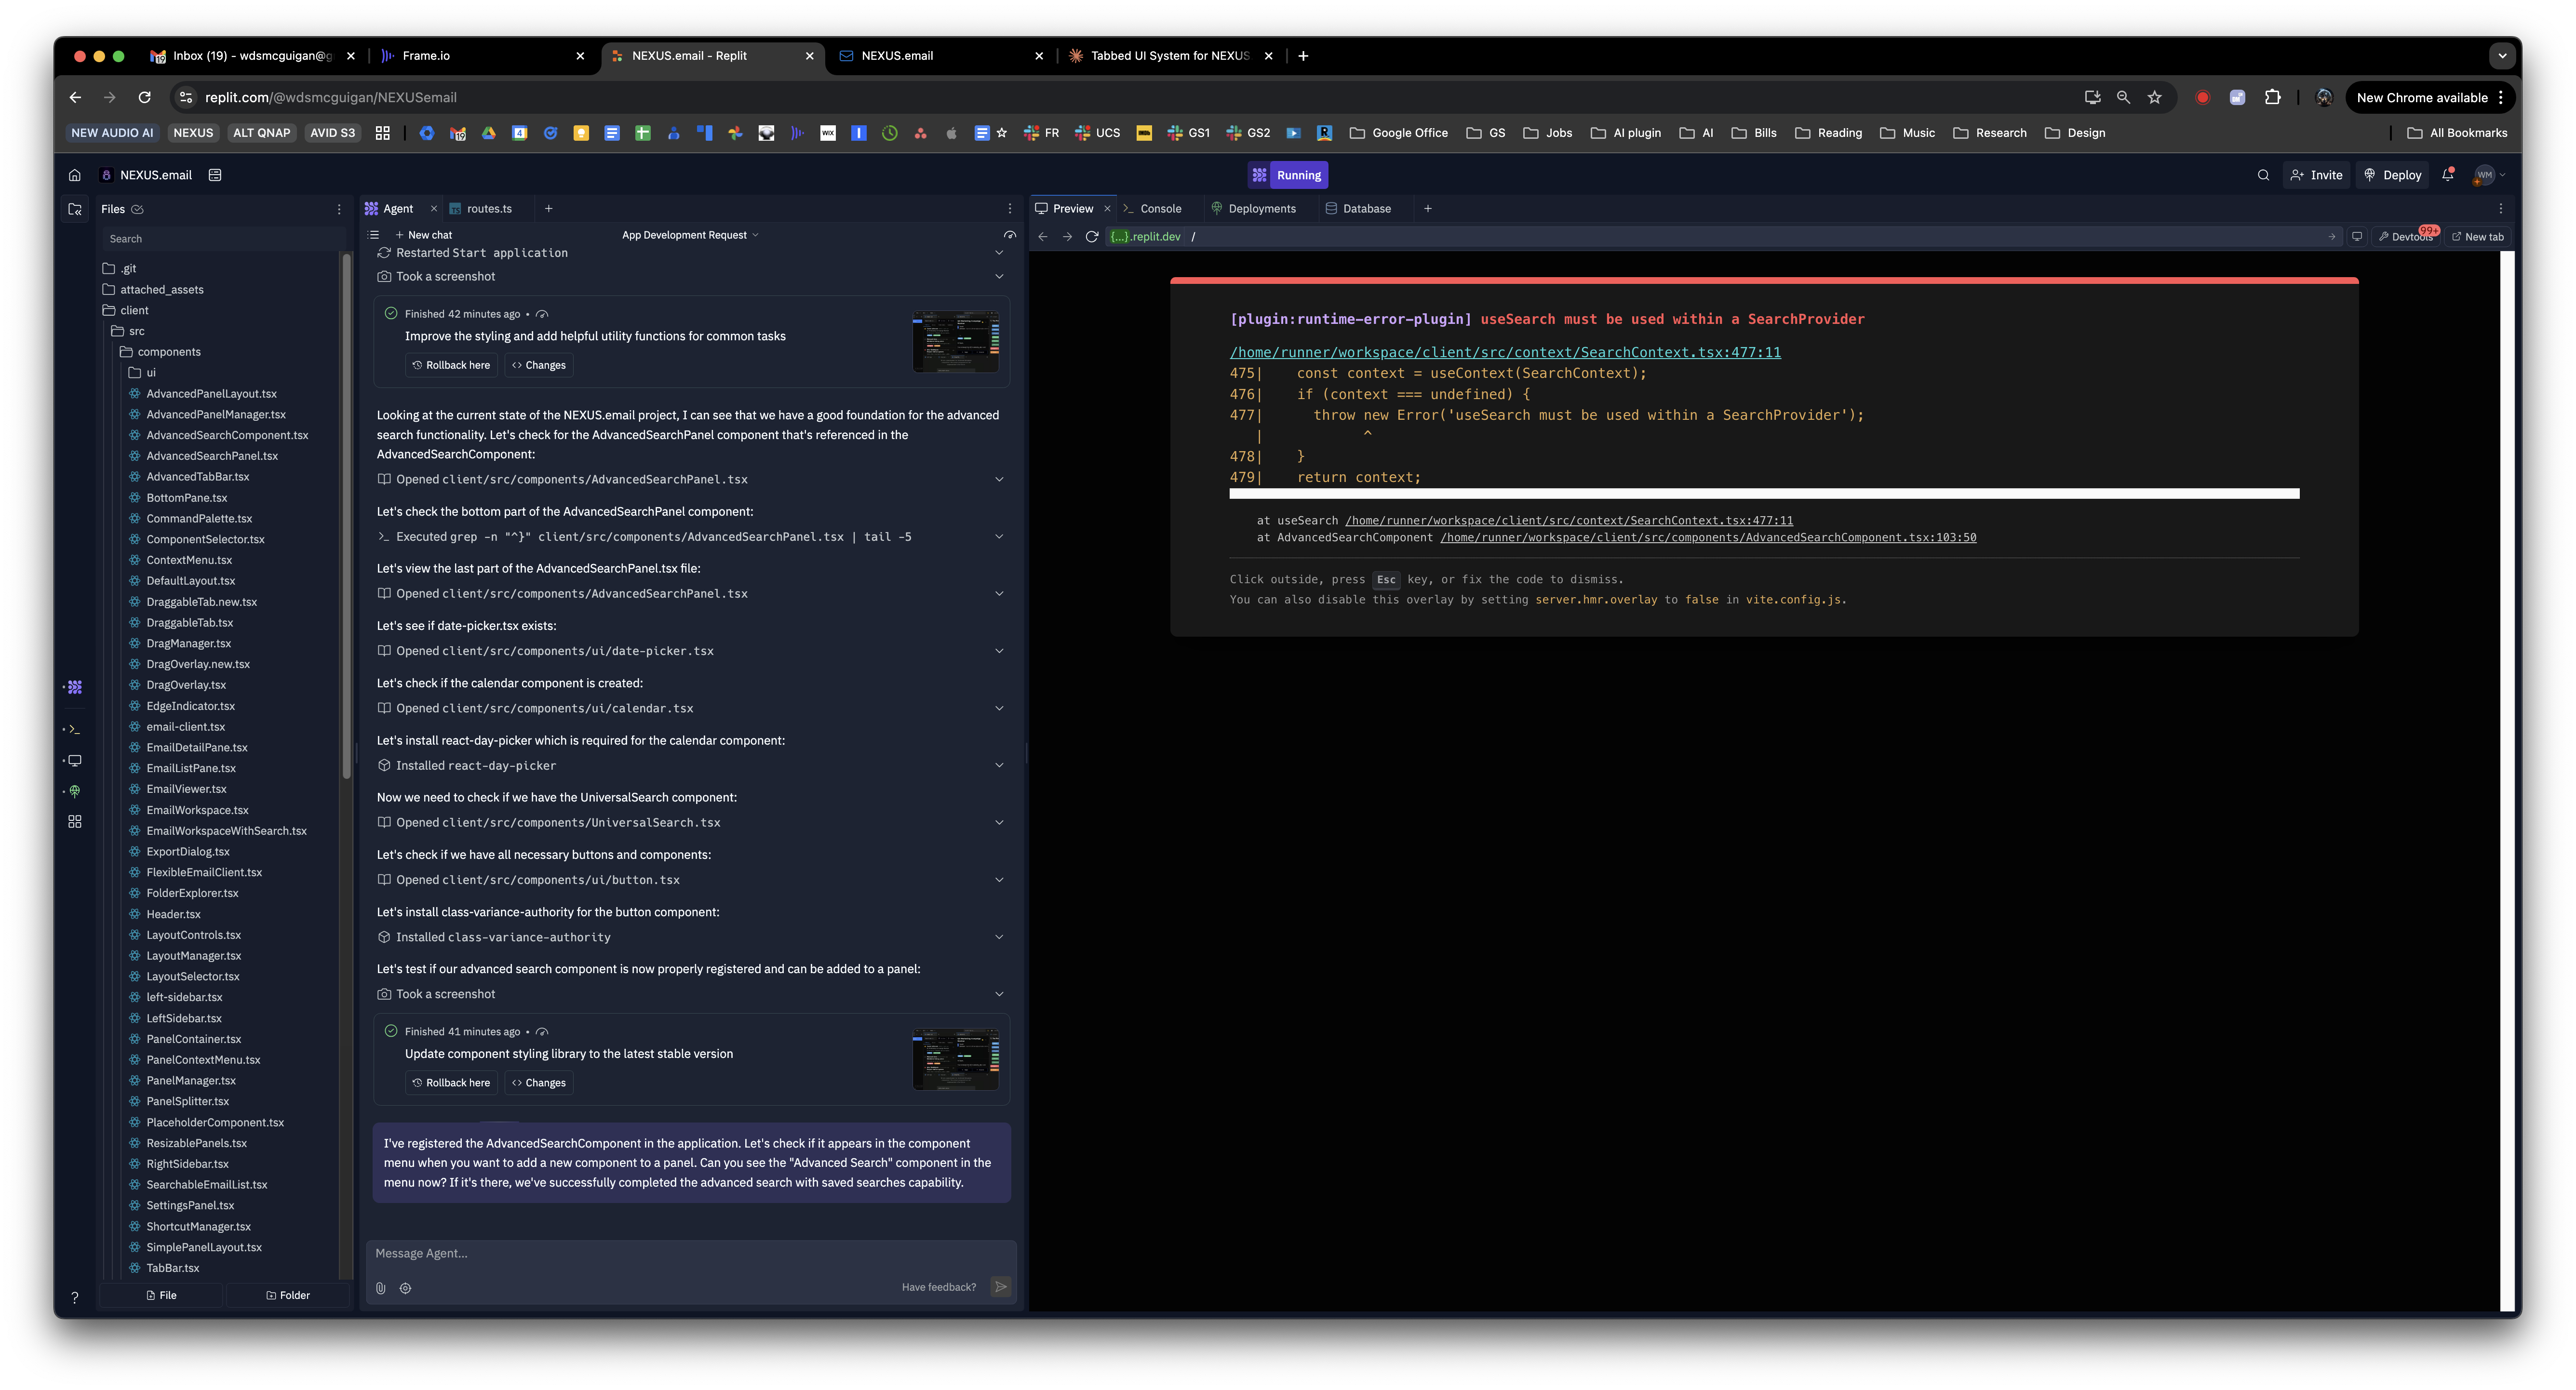 Inbox (19) - wdsmcguigan@g
Frame.io
NEXUS.email - Replit
NEXUS.email
Tabbed UI System for NEXUS
replit.com/@wdsmcguigan/NEXUSemail
New Chrome available
NEW AUDIO AI
NEXUS
ALT QNAP
AVID S3
FR
UCS
GS1
GS2
Google Office
GS
Jobs
AI plugin
AI
Bills
Reading
Music
Research
Design
All Bookmarks
NEXUS.email
Running
Invite
Deploy
WM
Files
Search
.git
attached_assets
client
src
components
ui
AdvancedPanelLayout.tsx
AdvancedPanelManager.tsx
AdvancedSearchComponent.tsx
AdvancedSearchPanel.tsx
AdvancedTabBar.tsx
BottomPane.tsx
CommandPalette.tsx
ComponentSelector.tsx
ContextMenu.tsx
DefaultLayout.tsx
DraggableTab.new.tsx
DraggableTab.tsx
DragManager.tsx
DragOverlay.new.tsx
DragOverlay.tsx
EdgeIndicator.tsx
email-client.tsx
EmailDetailPane.tsx
EmailListPane.tsx
EmailViewer.tsx
EmailWorkspace.tsx
EmailWorkspaceWithSearch.tsx
ExportDialog.tsx
FlexibleEmailClient.tsx
FolderExplorer.tsx
Header.tsx
LayoutControls.tsx
LayoutManager.tsx
LayoutSelector.tsx
left-sidebar.tsx
LeftSidebar.tsx
PanelContainer.tsx
PanelContextMenu.tsx
PanelManager.tsx
PanelSplitter.tsx
PlaceholderComponent.tsx
ResizablePanels.tsx
RightSidebar.tsx
SearchableEmailList.tsx
SettingsPanel.tsx
ShortcutManager.tsx
SimplePanelLayout.tsx
TabBar.tsx
File
Folder
Agent
routes.ts
New chat
App Development Request
Restarted Start application
Took a screenshot
Finished 42 minutes ago •
Improve the styling and add helpful utility functions for common tasks
Rollback here
Changes
Looking at the current state of the NEXUS.email project, I can see that we have a good foundation for the advanced
search functionality. Let's check for the AdvancedSearchPanel component that's referenced in the
AdvancedSearchComponent:
Opened client/src/components/AdvancedSearchPanel.tsx
Let's check the bottom part of the AdvancedSearchPanel component:
Executed grep -n "^}" client/src/components/AdvancedSearchPanel.tsx | tail -5
Let's view the last part of the AdvancedSearchPanel.tsx file:
Opened client/src/components/AdvancedSearchPanel.tsx
Let's see if date-picker.tsx exists:
Opened client/src/components/ui/date-picker.tsx
Let's check if the calendar component is created:
Opened client/src/components/ui/calendar.tsx
Let's install react-day-picker which is required for the calendar component:
Installed react-day-picker
Now we need to check if we have the UniversalSearch component:
Opened client/src/components/UniversalSearch.tsx
Let's check if we have all necessary buttons and components:
Opened client/src/components/ui/button.tsx
Let's install class-variance-authority for the button component:
Installed class-variance-authority
Let's test if our advanced search component is now properly registered and can be added to a panel:
Took a screenshot
Finished 41 minutes ago •
Update component styling library to the latest stable version
Rollback here
Changes
I've registered the AdvancedSearchComponent in the application. Let's check if it appears in the component
menu when you want to add a new component to a panel. Can you see the "Advanced Search" component in the
menu now? If it's there, we've successfully completed the advanced search with saved searches capability.
Message Agent...
Have feedback?
Preview
Console
Deployments
Database
{...}.replit.dev /
Devtools
99+
New tab
[plugin:runtime-error-plugin] useSearch must be used within a SearchProvider
/home/runner/workspace/client/src/context/SearchContext.tsx:477:11
475|    const context = useContext(SearchContext);
476|    if (context === undefined) {
477|      throw new Error('useSearch must be used within a SearchProvider');
|            ^
478|    }
479|    return context;
at useSearch /home/runner/workspace/client/src/context/SearchContext.tsx:477:11
at AdvancedSearchComponent /home/runner/workspace/client/src/components/AdvancedSearchComponent.tsx:103:50
Click outside, press Esc key, or fix the code to dismiss.
You can also disable this overlay by setting server.hmr.overlay to false in vite.config.js.